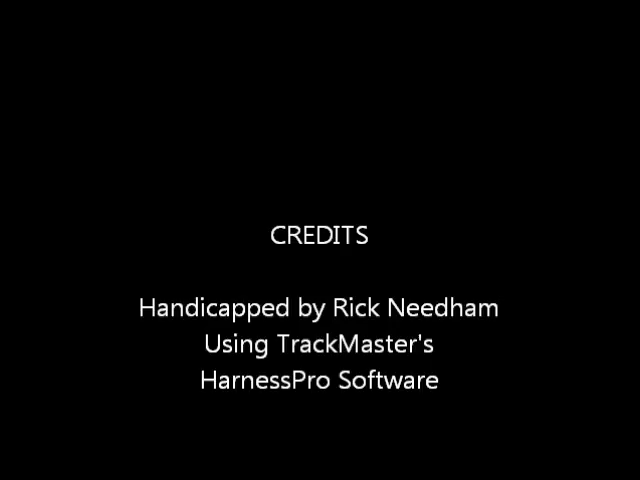 CREDITS
Handicapped by Rick Needham
Using TrackMaster's
HarnessPro Software